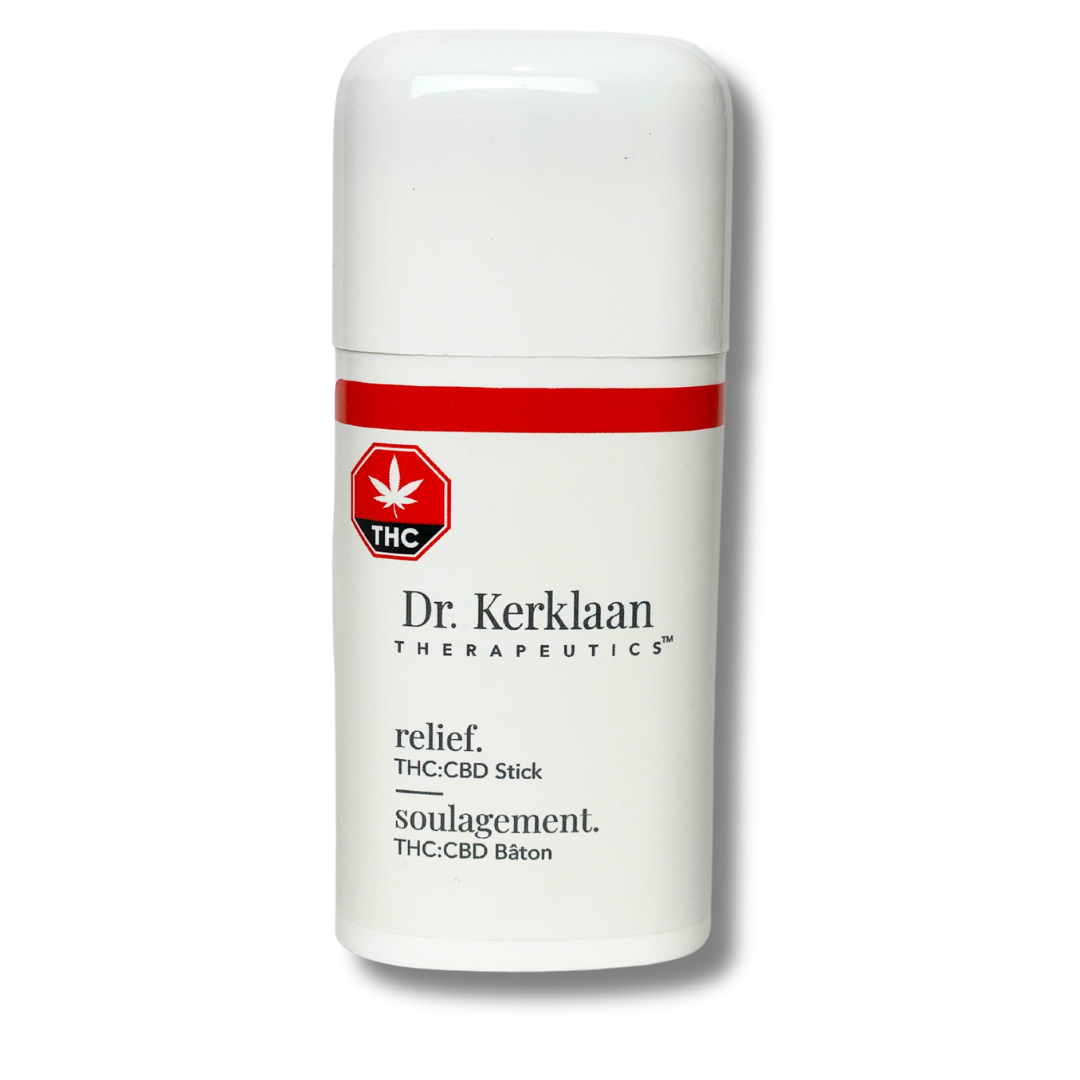 THC
Dr. Kerklaan
THERAPEUTICS™
relief.
THC:CBD Stick
soulagement.
THC:CBD Bâton